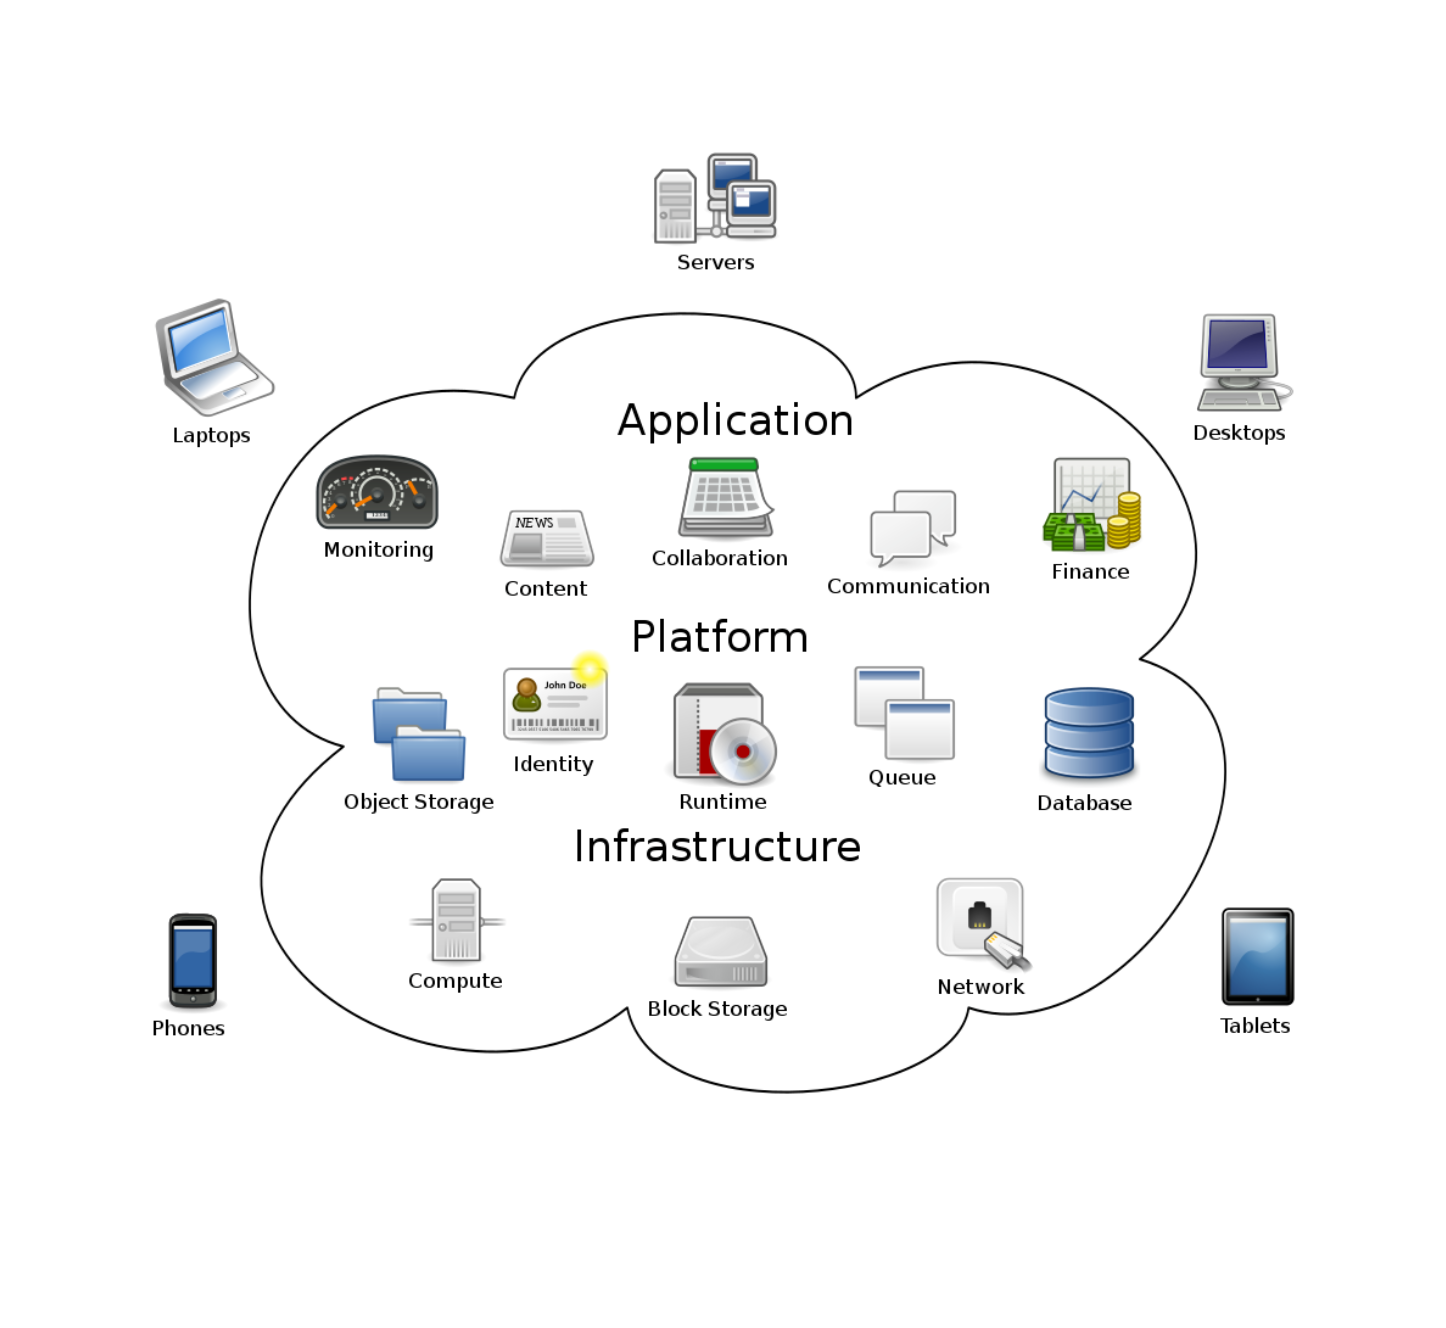 Servers
Laptops
Desktops
Application
Monitoring
NEWS
Content
Collaboration
Communication
Finance
Platform
John Doe
Object Storage
Identity
Runtime
Queue
Database
Infrastructure
Compute
Block Storage
Network
Phones
Tablets